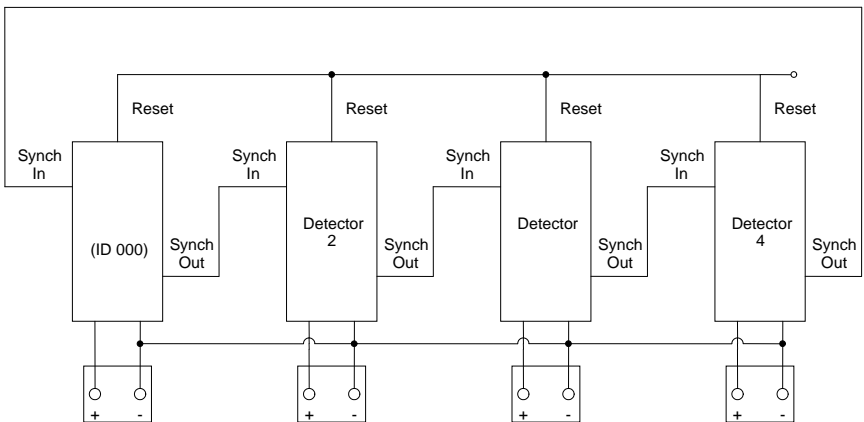 Reset
Reset
Reset
Reset
Synch
In
Synch
In
Synch
In
Synch
In
(ID 000)
Detector
2
Detector
Detector
4
Synch
Out
Synch
Out
Synch
Out
Synch
Out
+ -
+ -
+ -
+ -